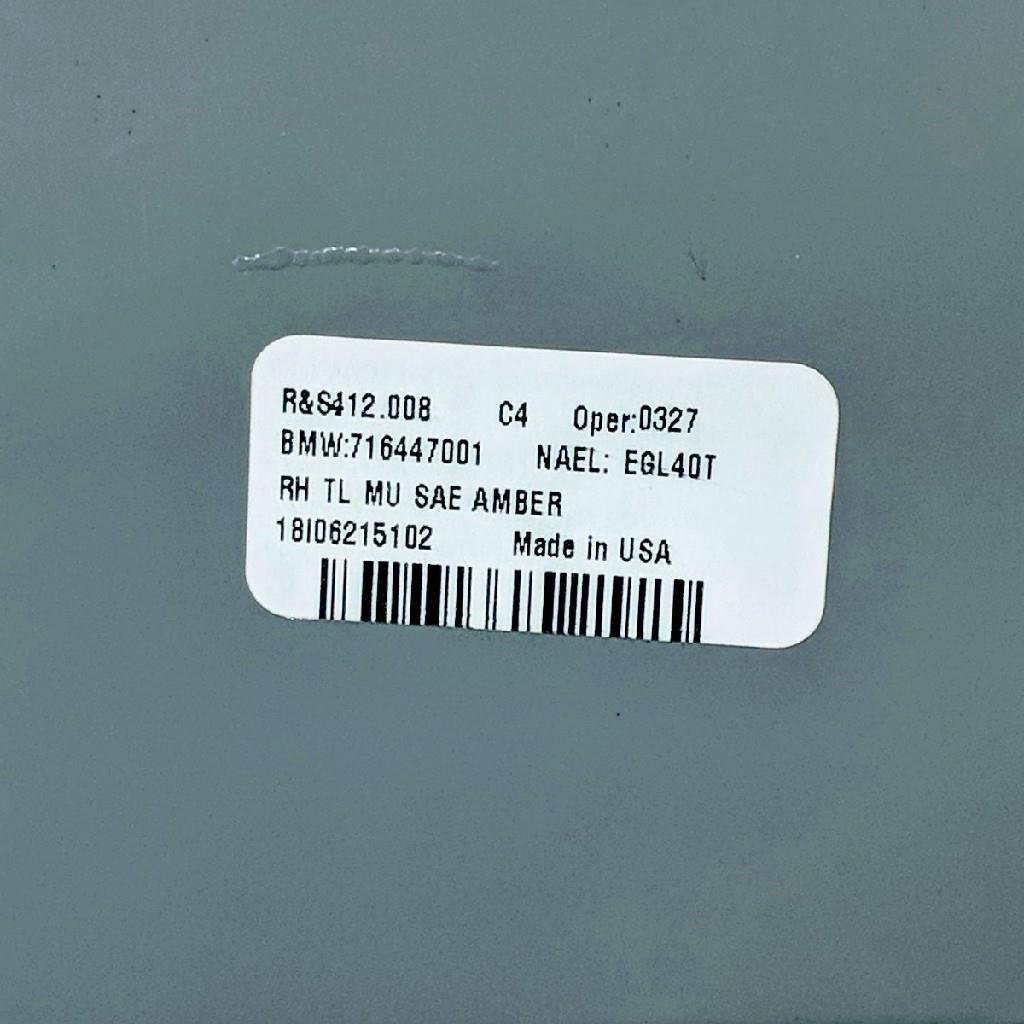 R&S412.008 C4 Oper:0327
BMW:716447001 NAEL: EGL40T
RH TL MU SAE AMBER
18I06215102 Made in USA